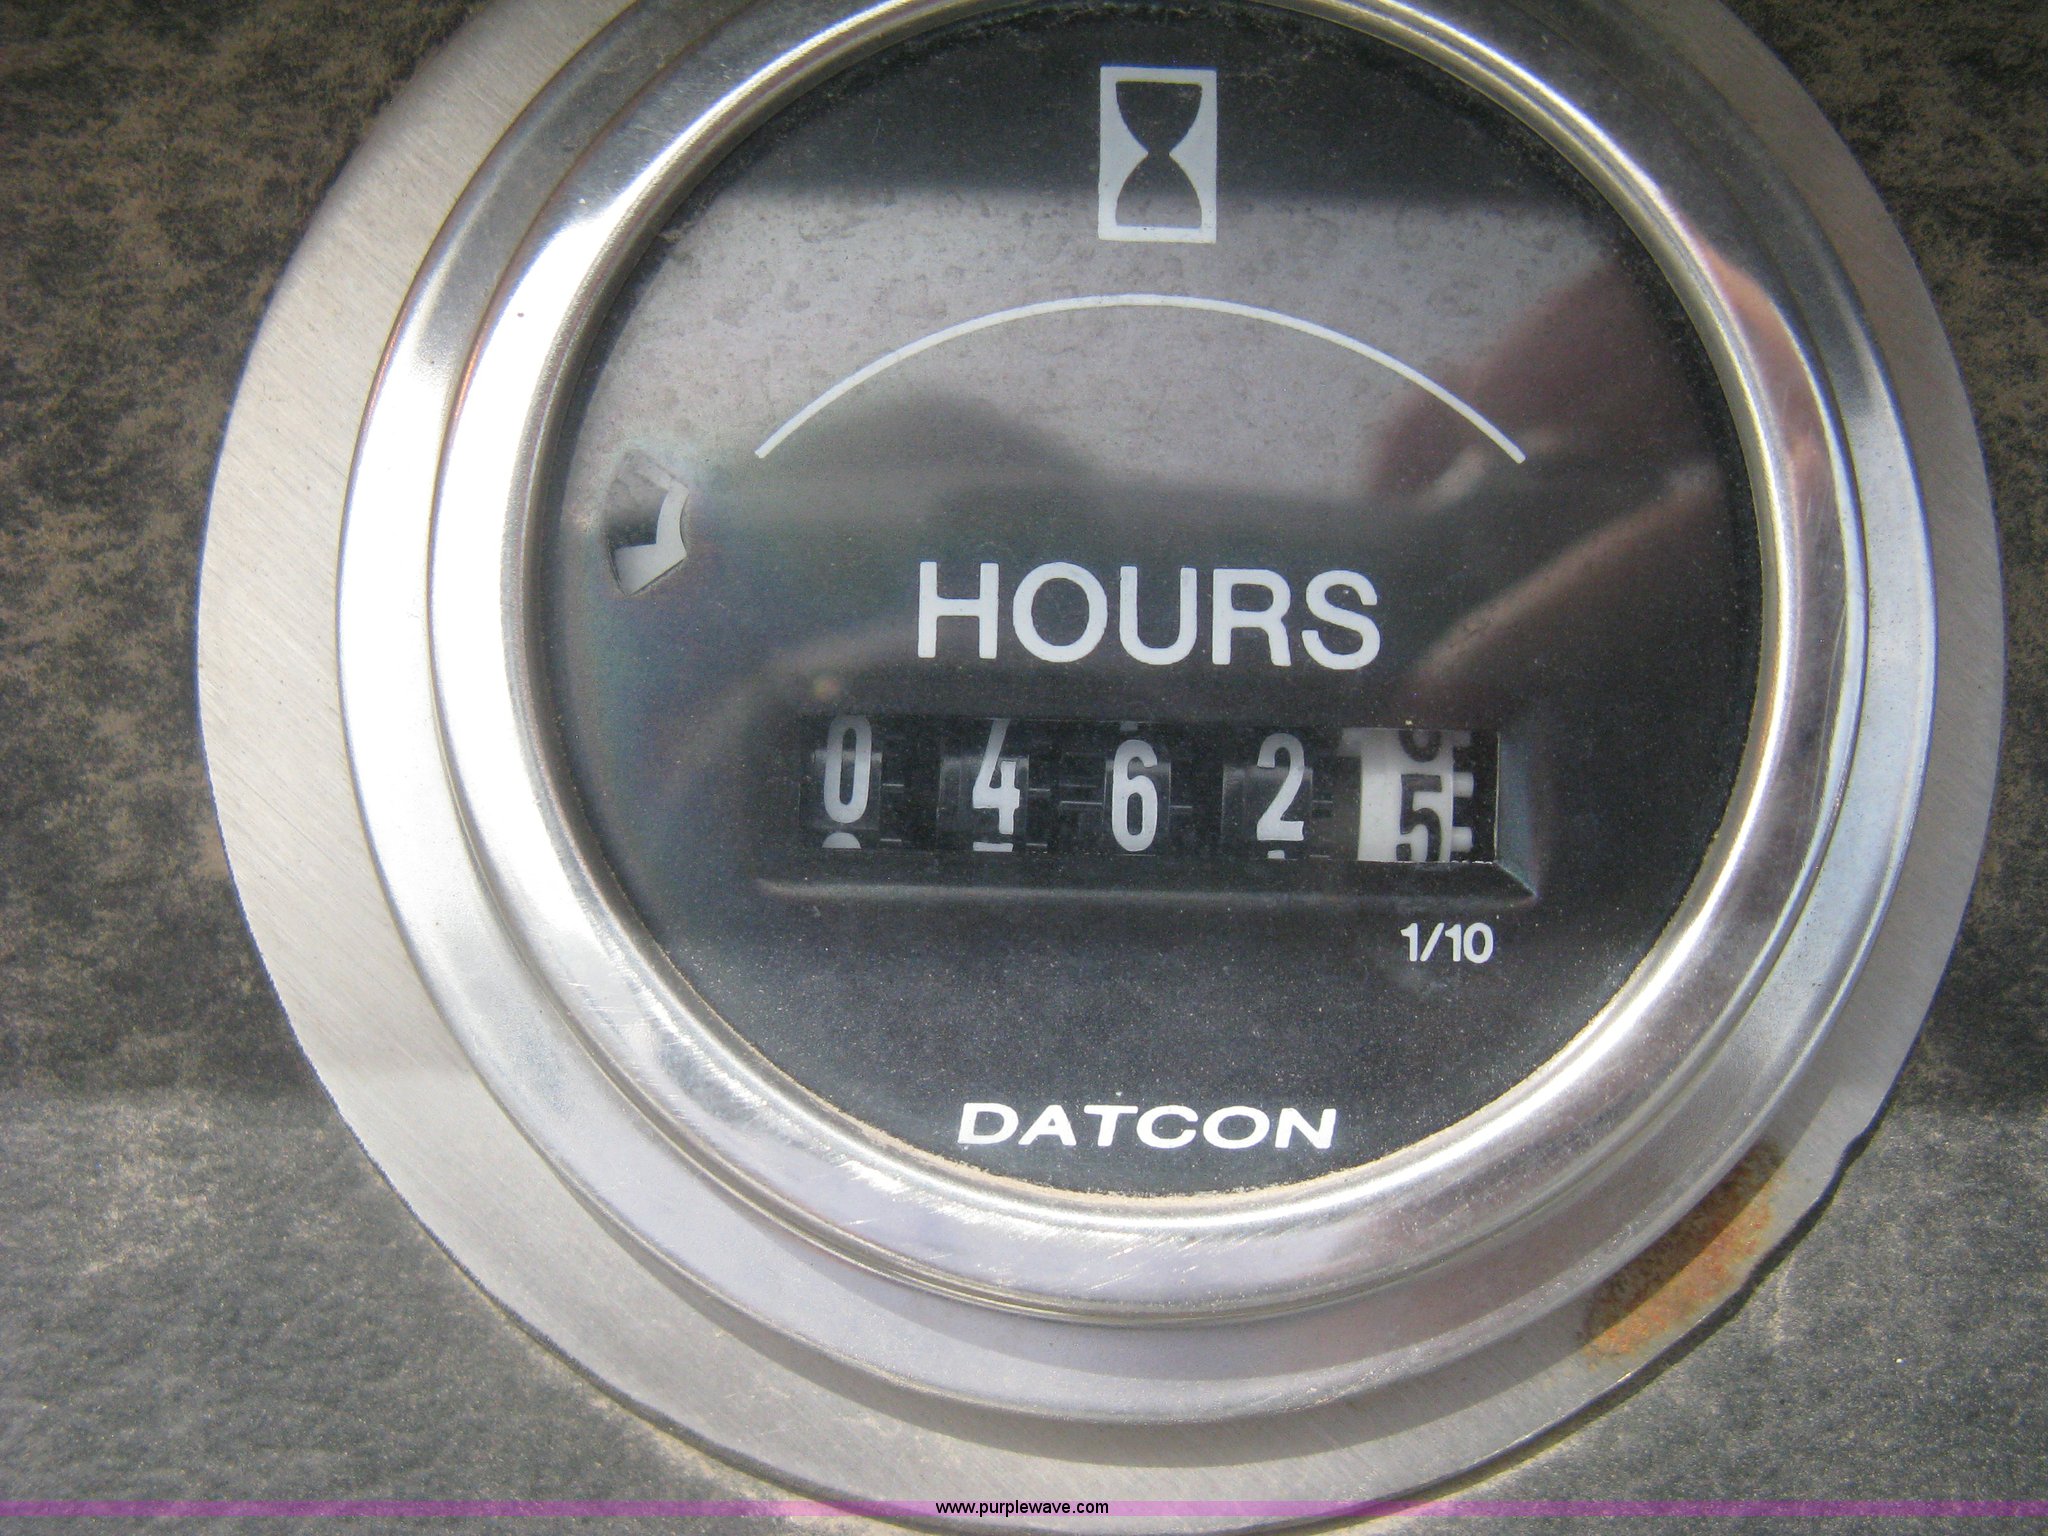 HOURS
0 4 6 2 5
1/10
DATCON
www.purplewave.com